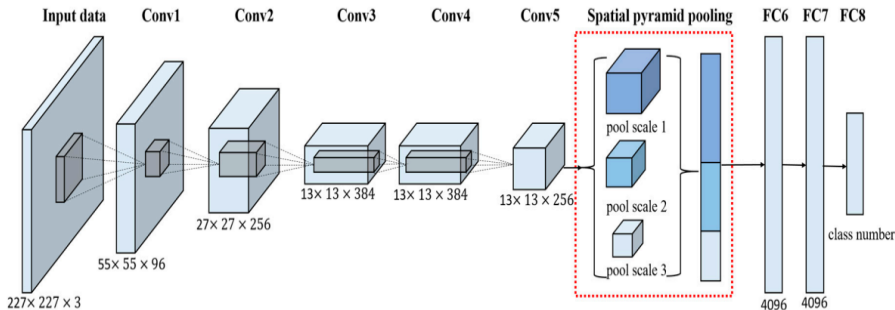 Input data Conv1 Conv2 Conv3 Conv4 Conv5 Spatial pyramid pooling FC6 FC7 FC8
pool scale 1
pool scale 2
pool scale 3
227× 227 × 3
55× 55 × 96
27× 27 × 256
13× 13 × 384
13× 13 × 384
13× 13 × 256
4096
4096
class number